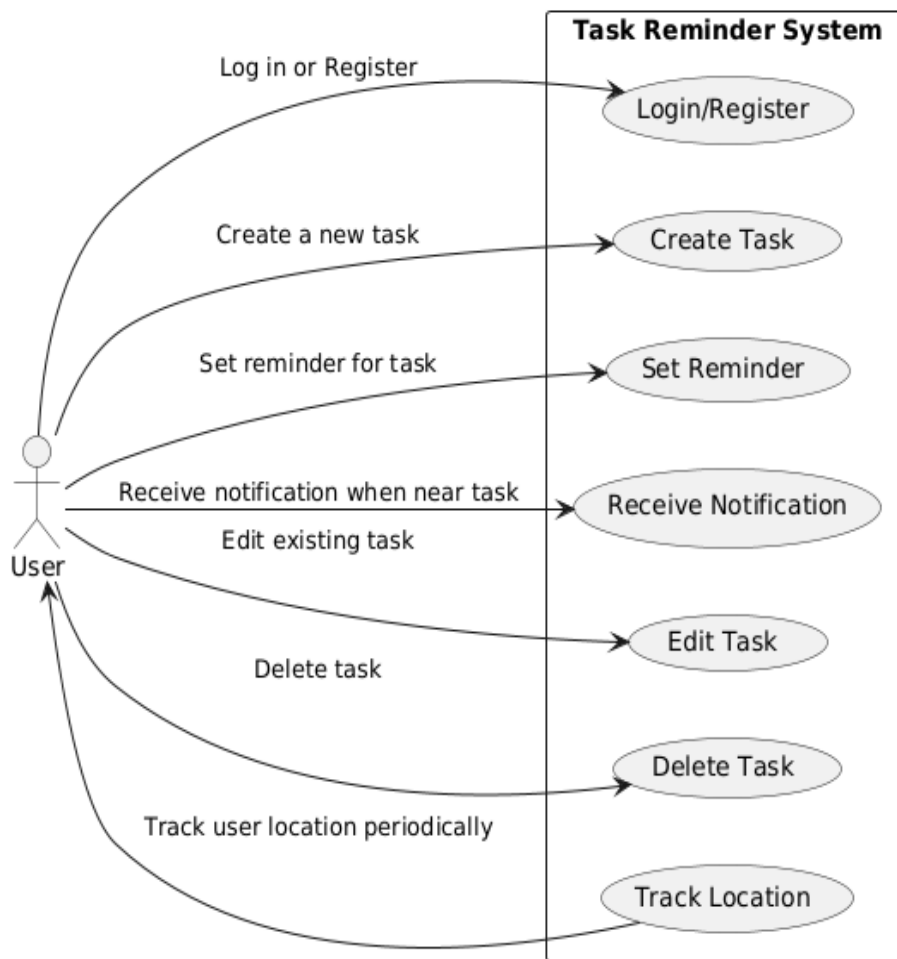 Task Reminder System
Log in or Register
Login/Register
Create a new task
Create Task
Set reminder for task
Set Reminder
Receive notification when near task
Receive Notification
Edit existing task
User
Edit Task
Delete task
Delete Task
Track user location periodically
Track Location